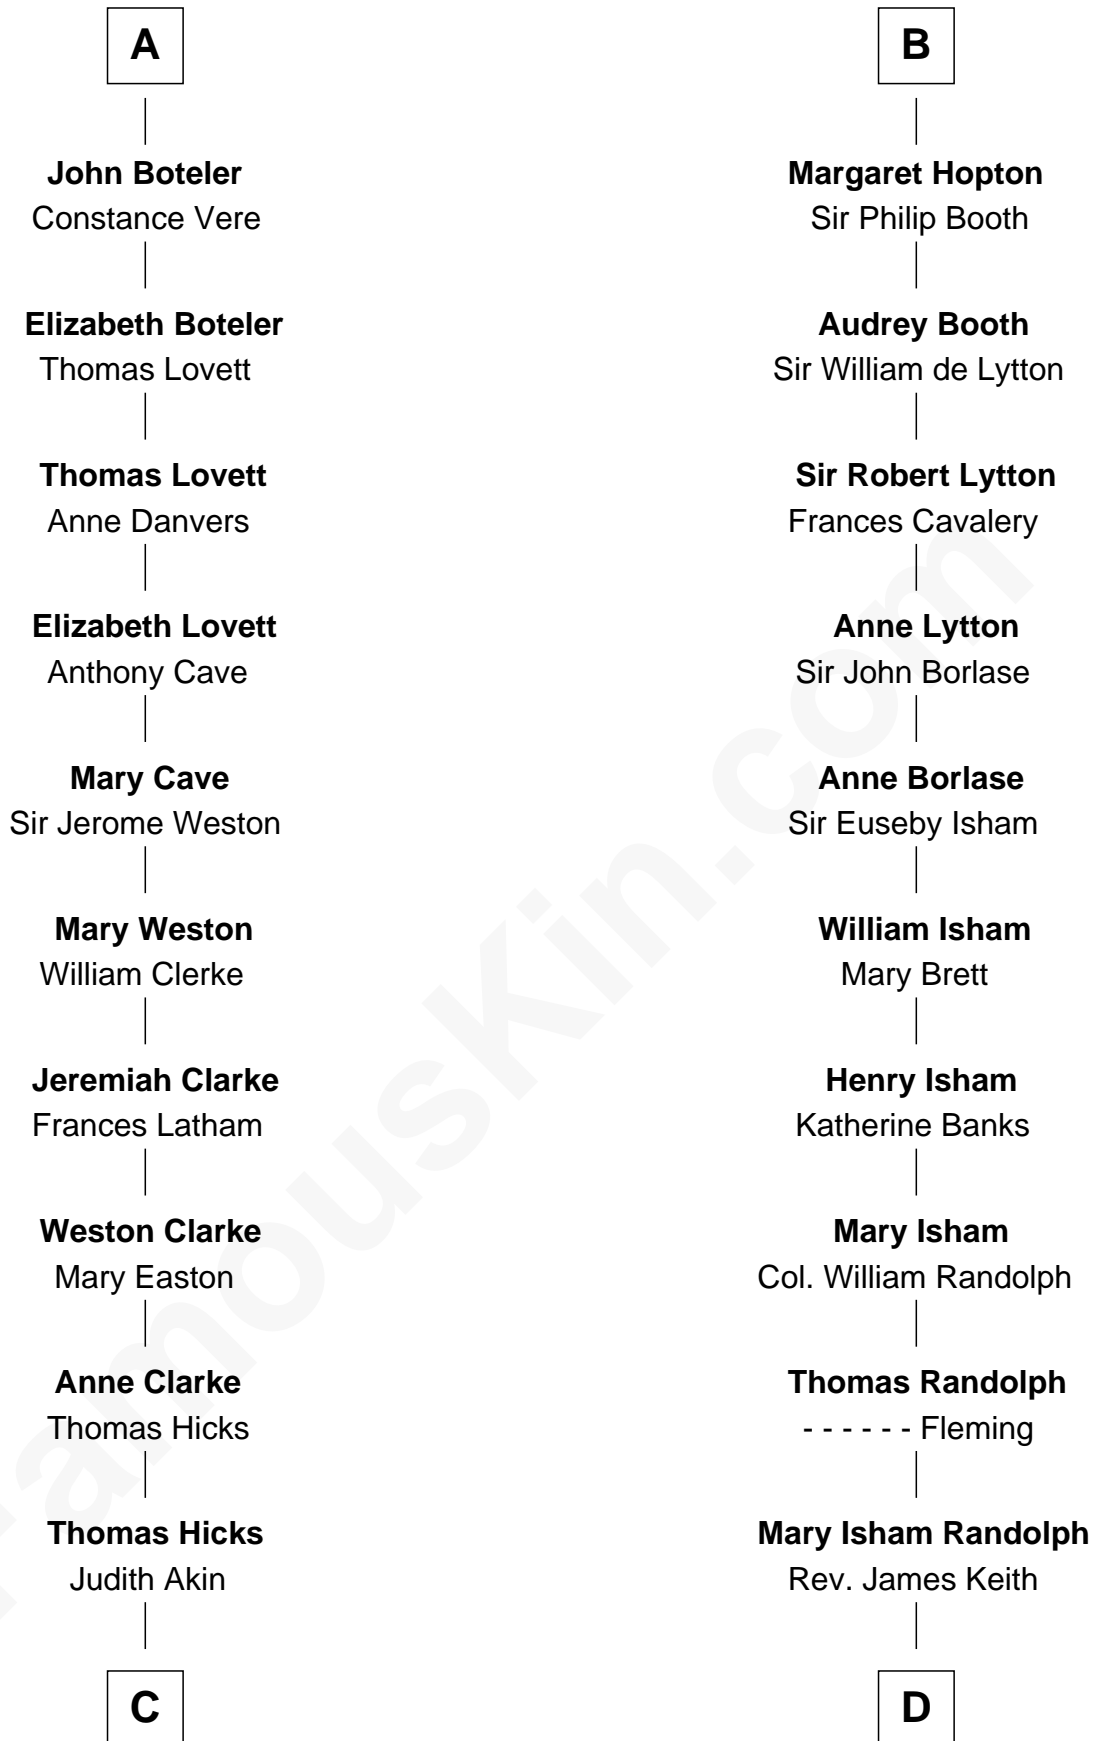 A
John Boteler
Constance Vere
Elizabeth Boteler
Thomas Lovett
Thomas Lovett
Anne Danvers
Elizabeth Lovett
Anthony Cave
Mary Cave
Sir Jerome Weston
Mary Weston
William Clerke
Jeremiah Clarke
Frances Latham
Weston Clarke
Mary Easton
Anne Clarke
Thomas Hicks
Thomas Hicks
Judith Akin
C
B
Margaret Hopton
Sir Philip Booth
Audrey Booth
Sir William de Lytton
Sir Robert Lytton
Frances Cavalery
Anne Lytton
Sir John Borlase
Anne Borlase
Sir Euseby Isham
William Isham
Mary Brett
Henry Isham
Katherine Banks
Mary Isham
Col. William Randolph
Thomas Randolph
- - - - - - Fleming
Mary Isham Randolph
Rev. James Keith
D
FamousKin.com